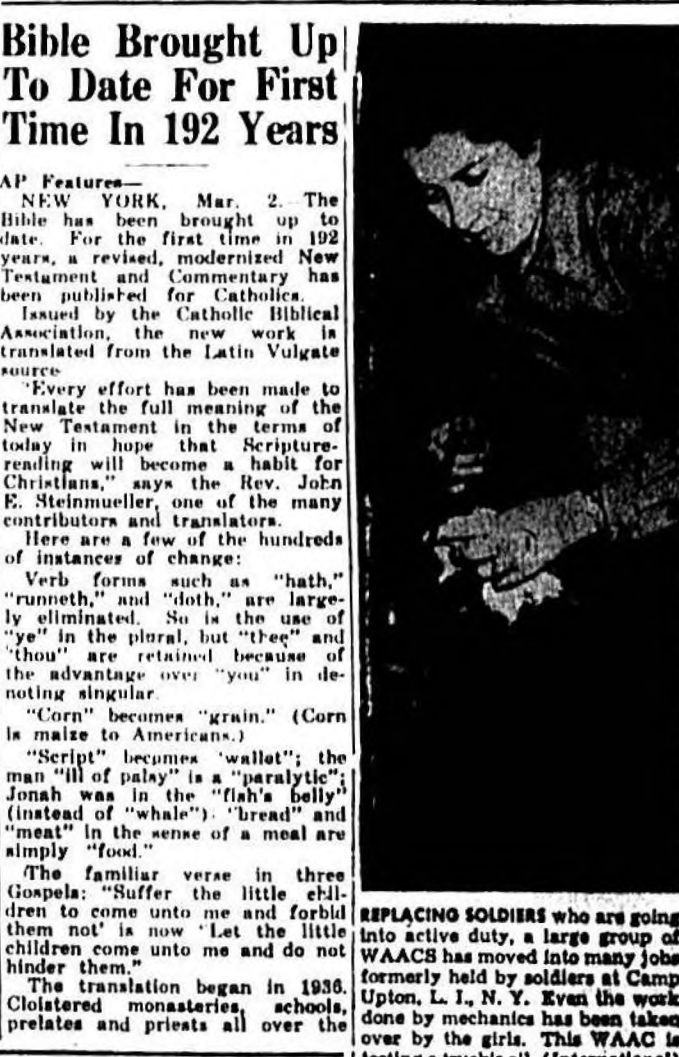 Bible Brought Up
To Date For First
Time In 192 Years
AP Features—
NEW YORK, Mar. 2. The
Bible has been brought up to
date. For the first time in 192
years, a revised, modernized New
Testament and Commentary has
been published for Catholics.
Issued by the Catholic Biblical
Association, the new work is
translated from the Latin Vulgate
source
"Every effort has been made to
translate the full meaning of the
New Testament in the terms of
today in hope that Scripture-
reading will become a habit for
Christians," says the Rev. John
E. Steinmueller, one of the many
contributors and translators.
Here are a few of the hundreds
of instances of change:
Verb forms such as "hath,"
"runneth," and "doth," are large-
ly eliminated. So is the use of
"ye" in the plural, but "thee" and
"thou" are retained because of
the advantage over "you" in de-
noting singular.
"Corn" becomes "grain." (Corn
is maize to Americans.)
"Script" becomes 'wallet"; the
man "ill of palsy" is a "paralytic";
Jonah was in the "fish's belly"
(instead of "whale"); "bread" and
"meat" in the sense of a meal are
simply "food."
The familiar verse in three
Gospels: "Suffer the little chil-
dren to come unto me and forbid
them not' is now "Let the little
children come unto me and do not
hinder them."
The translation began in 1936.
Cloistered monasteries, schools,
prelates and priests all over the
REPLACING SOLDIERS who are going
into active duty, a large group of
WAACS has moved into many jobs
formerly held by soldiers at Camp
Upton, L. I., N. Y. Even the work
done by mechanics has been taken
over by the girls. This WAAC is